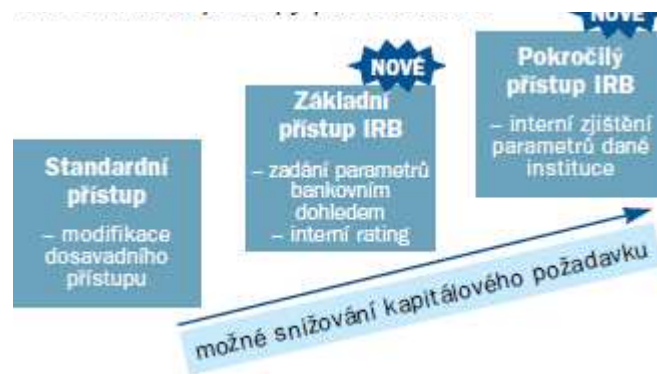 NOVÉ
Pokročilý
přístup IRB
– interní zjištění
parametrů dané
instituce
NOVÉ
Základní
přístup IRB
– zadání parametrů
bankovním
dohledem
– interní rating
Standardní
přístup
– modifikace
dosavadního
přístupu
možné snižování kapitálového požadavku